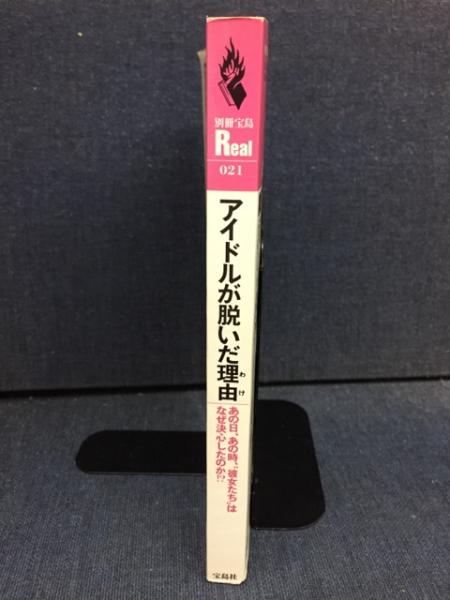 別冊宝島
Real
021
アイドルが脱いだ理由
わけ
あの日、あの時、“彼女たち”は
なぜ決心したのか!?
宝島社